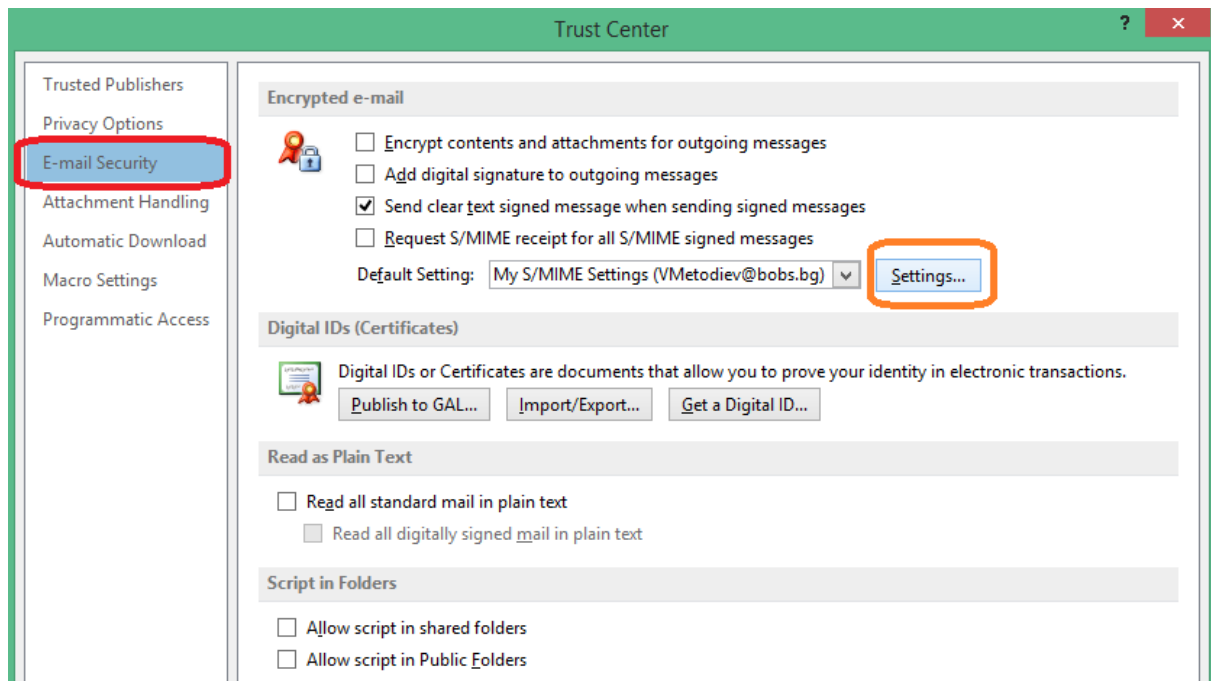 Trust Center
?
Trusted Publishers
Privacy Options
E-mail Security
Attachment Handling
Automatic Download
Macro Settings
Programmatic Access
Encrypted e-mail
Encrypt contents and attachments for outgoing messages
Add digital signature to outgoing messages
Send clear text signed message when sending signed messages
Request S/MIME receipt for all S/MIME signed messages
Default Setting: My S/MIME Settings (VMetodiev@bobs.bg) Settings...
Digital IDs (Certificates)
Digital IDs or Certificates are documents that allow you to prove your identity in electronic transactions.
Publish to GAL... Import/Export... Get a Digital ID...
Read as Plain Text
Read all standard mail in plain text
Read all digitally signed mail in plain text
Script in Folders
Allow script in shared folders
Allow script in Public Folders